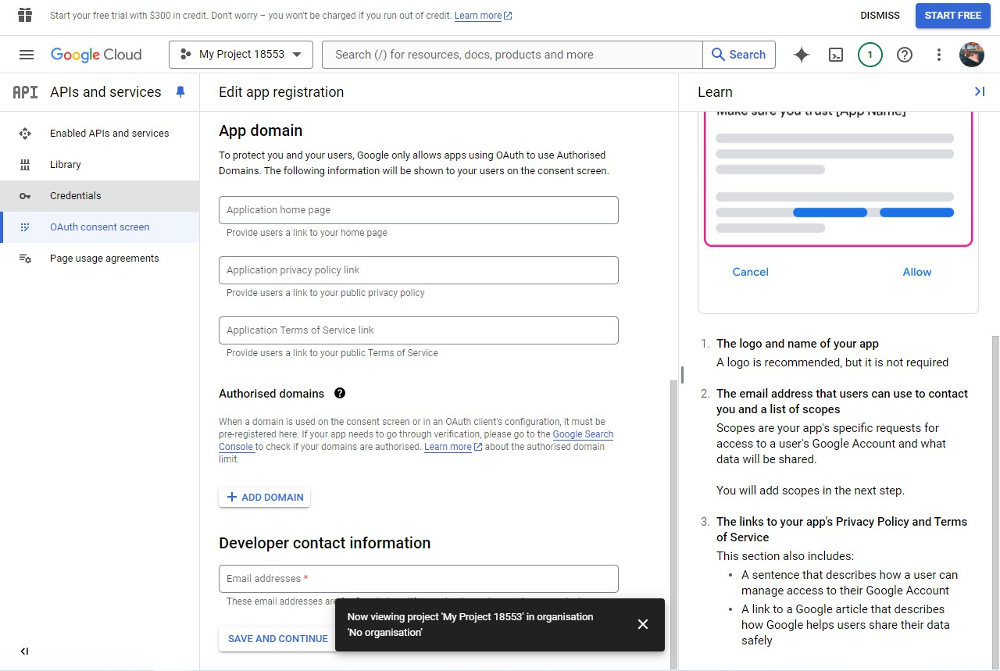 Start your free trial with $300 in credit. Don't worry – you won't be charged if you run out of credit. Learn more
DISMISS
START FREE
Google Cloud
My Project 18553
Search (/) for resources, docs, products and more
Search
1
API
APIs and services
Enabled APIs and services
Library
Credentials
OAuth consent screen
Page usage agreements
Edit app registration
App domain
To protect you and your users, Google only allows apps using OAuth to use Authorised
Domains. The following information will be shown to your users on the consent screen.
Application home page
Provide users a link to your home page
Application privacy policy link
Provide users a link to your public privacy policy
Application Terms of Service link
Provide users a link to your public Terms of Service
Authorised domains
When a domain is used on the consent screen or in an OAuth client's configuration, it must be
pre-registered here. If your app needs to go through verification, please go to the Google Search
Console to check if your domains are authorised. Learn more about the authorised domain
limit.
ADD DOMAIN
Developer contact information
Email addresses *
These email addresses are
SAVE AND CONTINUE
Now viewing project 'My Project 18553' in organisation
'No organisation'
Learn
Make sure you trust [App Name]
Cancel
Allow
1. The logo and name of your app
A logo is recommended, but it is not required
2. The email address that users can use to contact
you and a list of scopes
Scopes are your app's specific requests for
access to a user's Google Account and what
data will be shared.
You will add scopes in the next step.
3. The links to your app's Privacy Policy and Terms
of Service
This section also includes:
• A sentence that describes how a user can
manage access to their Google Account
• A link to a Google article that describes
how Google helps users share their data
safely